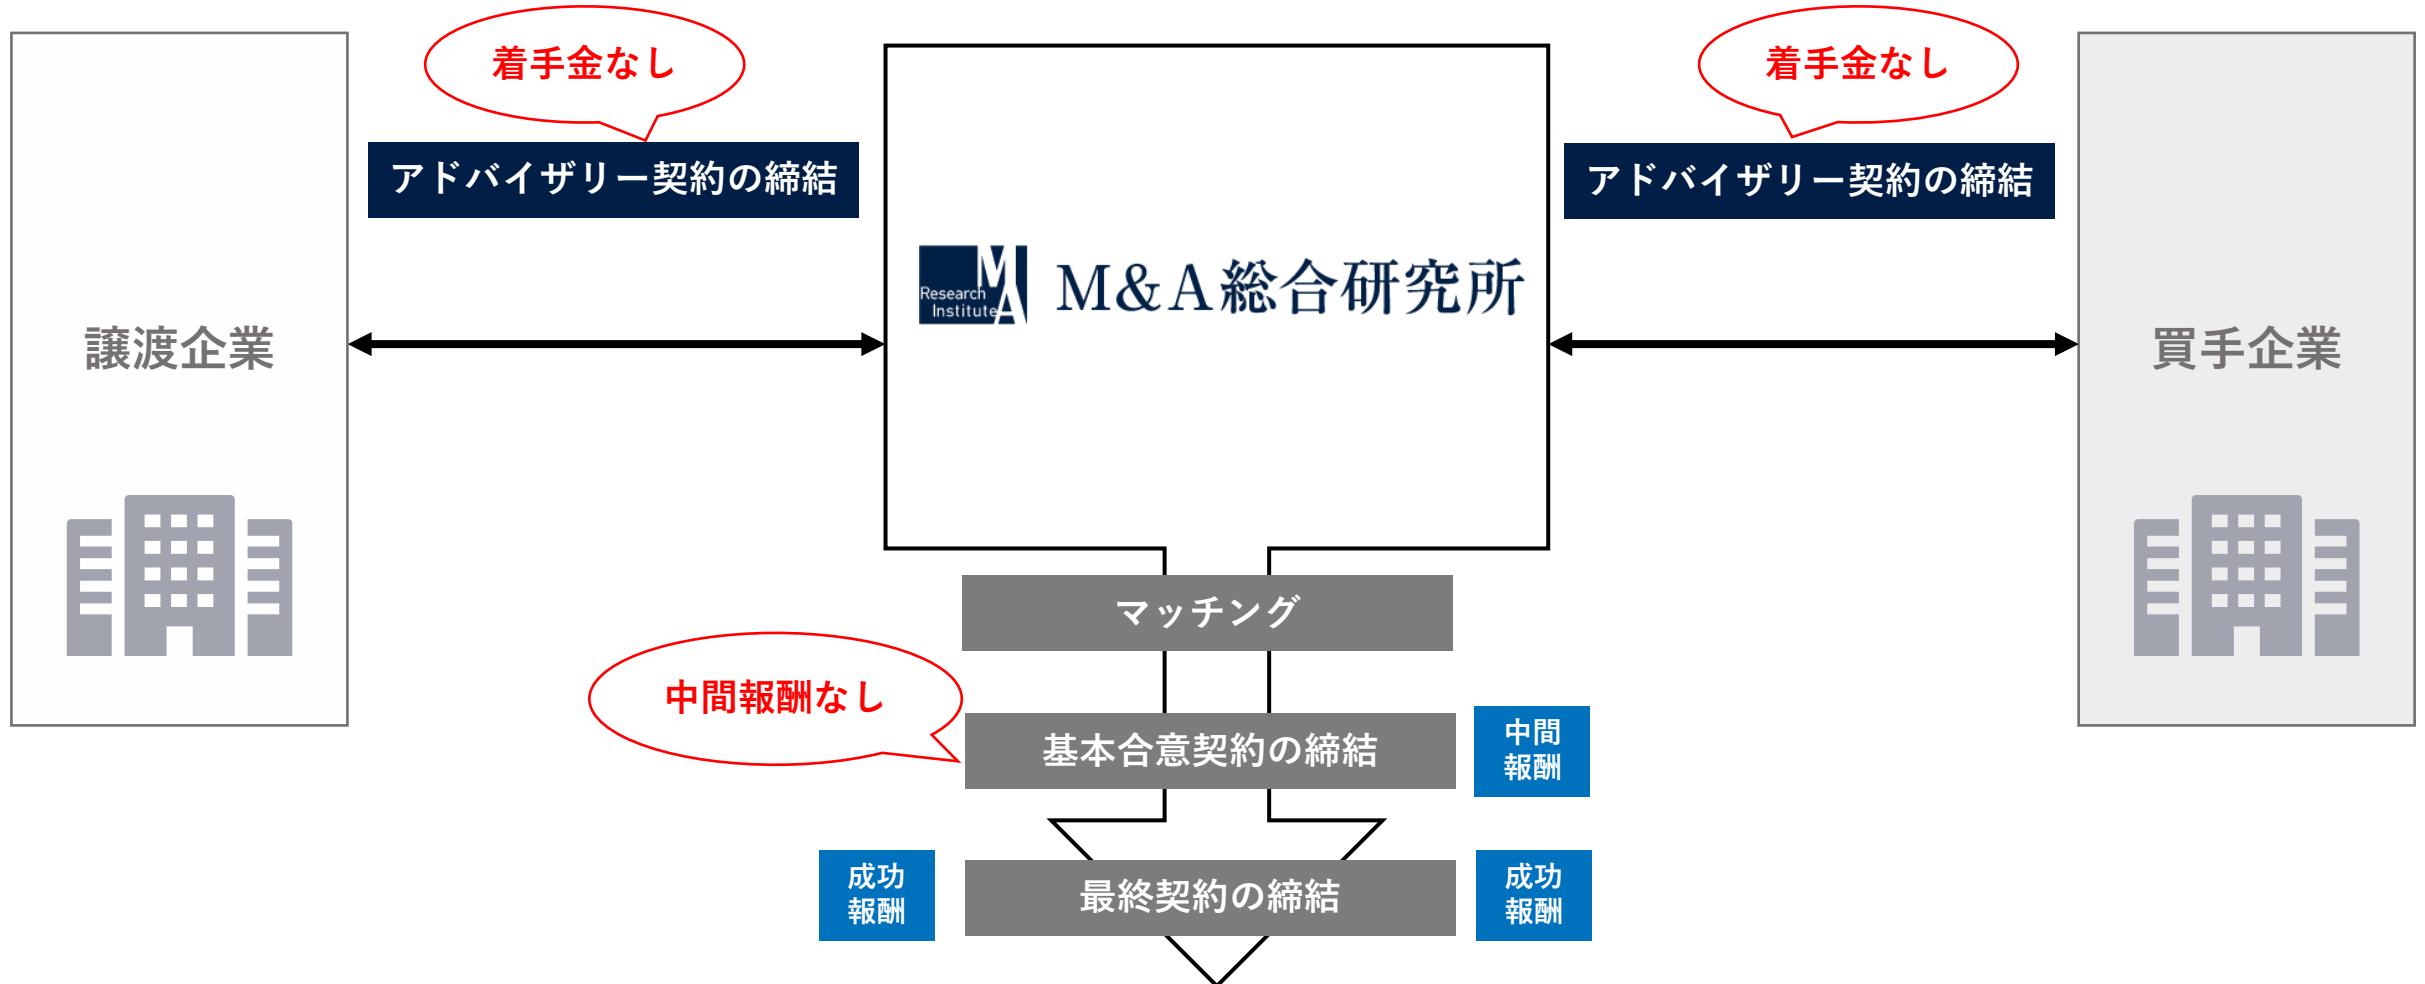 着手金なし
着手金なし
アドバイザリー契約の締結
アドバイザリー契約の締結
MA
Research
Institute
M&A総合研究所
譲渡企業
買手企業
マッチング
中間報酬なし
基本合意契約の締結
中間
報酬
成功
報酬
最終契約の締結
成功
報酬